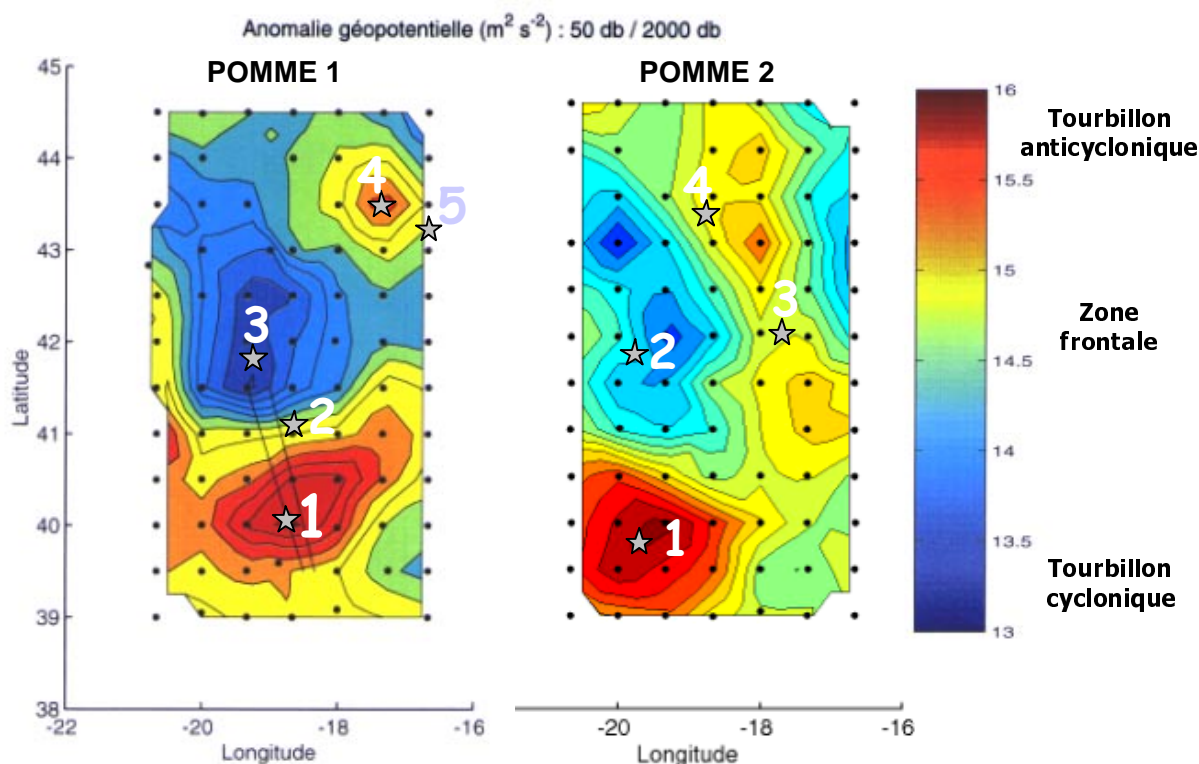 Anomalie géopotentielle (m² s⁻²) : 50 db / 2000 db
POMME 1
POMME 2
45
44
43
42
41
40
39
38
Latitude
4
5
3
2
1
-22
-20
-18
-16
Longitude
4
3
2
1
-20
-18
-16
Longitude
16
15.5
15
14.5
14
13.5
13
Tourbillon
anticyclonique
Zone
frontale
Tourbillon
cyclonique